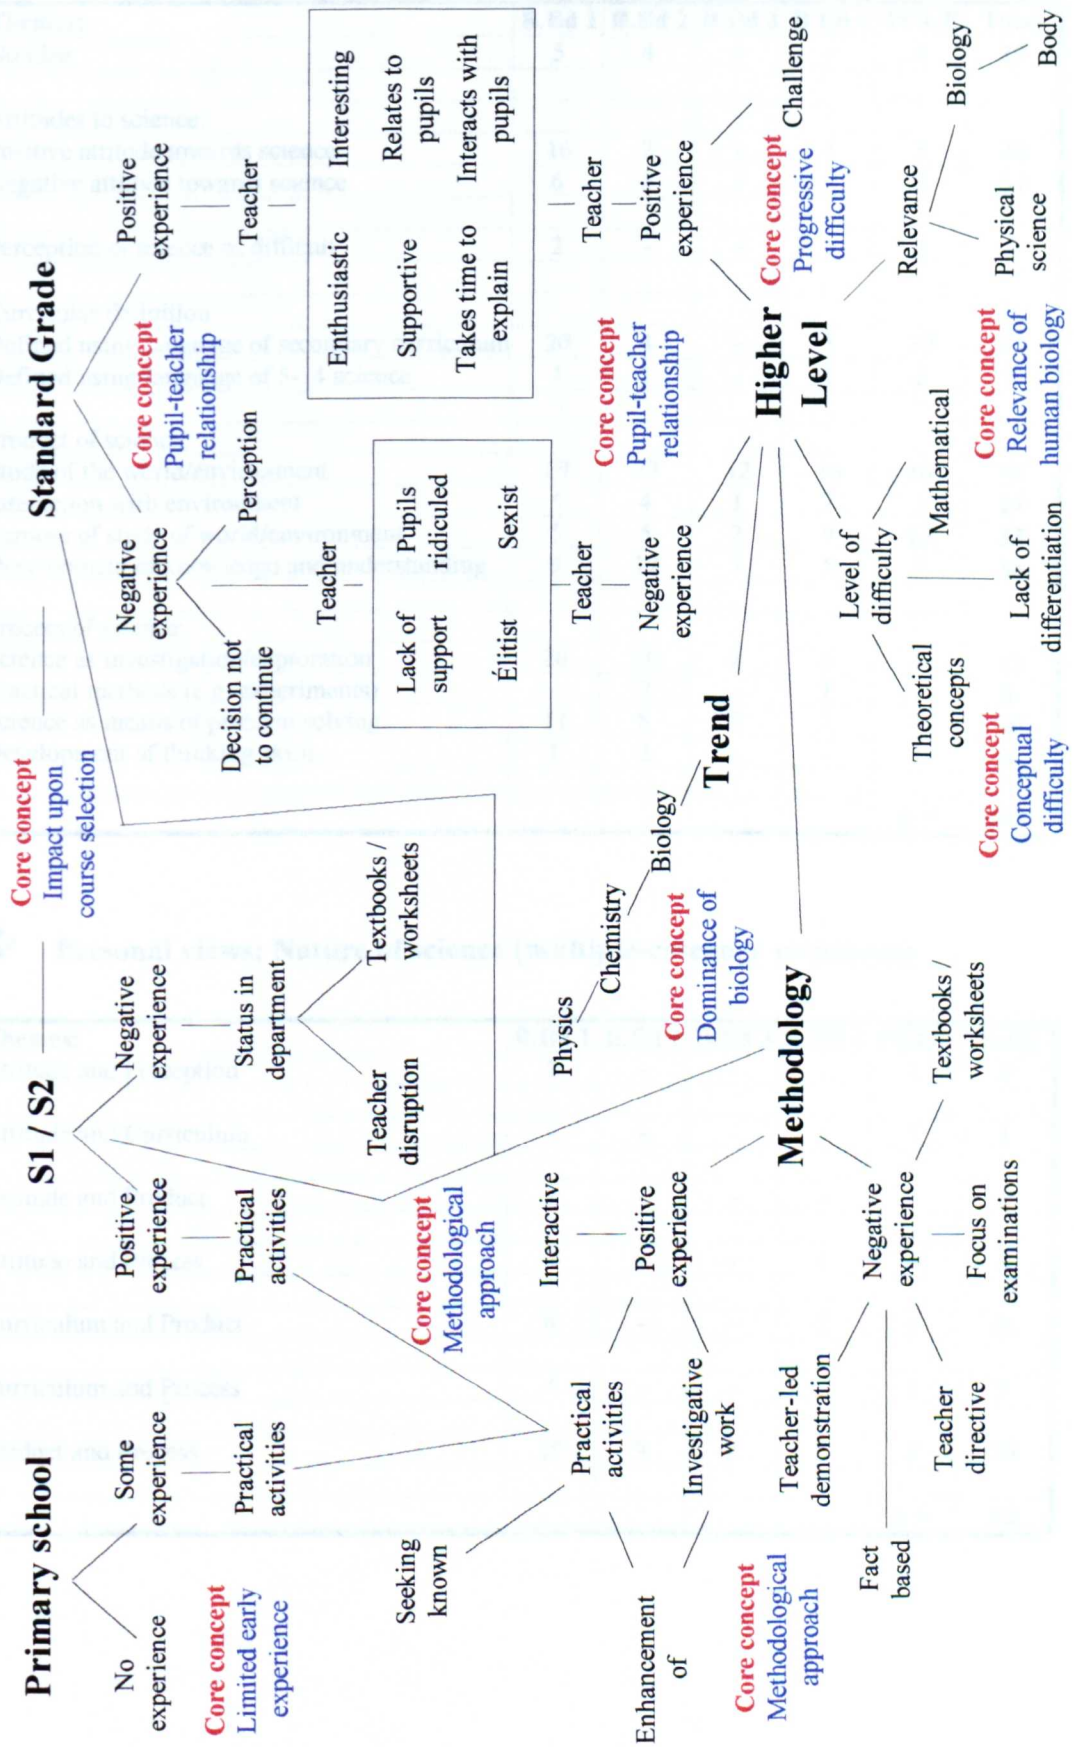 Primary school
No
experience
Some
experience
Practical
activities
Core concept
Limited early
experience
S1 / S2
Positive
experience
Practical
activities
Negative
experience
Status in
department
Teacher
disruption
Textbooks /
worksheets
Core concept
Impact upon
course selection
Core concept
Methodological
approach
Standard Grade
Negative
experience
Decision not
to continue
Perception
Teacher
Lack of
support
Pupils
ridiculed
Élitist
Sexist
Core concept
Pupil-teacher
relationship
Positive
experience
Teacher
Enthusiastic
Interesting
Supportive
Relates to
pupils
Takes time to
explain
Interacts with
pupils
Seeking
known
Practical
activities
Interactive
Enhancement
of
Investigative
work
Positive
experience
Methodology
Core concept
Methodological
approach
Teacher-led
demonstration
Negative
experience
Fact
based
Teacher
directive
Focus on
examinations
Textbooks /
worksheets
Physics
Chemistry
Biology
Trend
Core concept
Dominance of
biology
Teacher
Negative
experience
Core concept
Pupil-teacher
relationship
Teacher
Positive
experience
Higher
Level
Core concept
Progressive
difficulty
Challenge
Level of
difficulty
Theoretical
concepts
Mathematical
Lack of
differentiation
Core concept
Conceptual
difficulty
Relevance
Physical
science
Biology
Body
Core concept
Relevance of
human biology